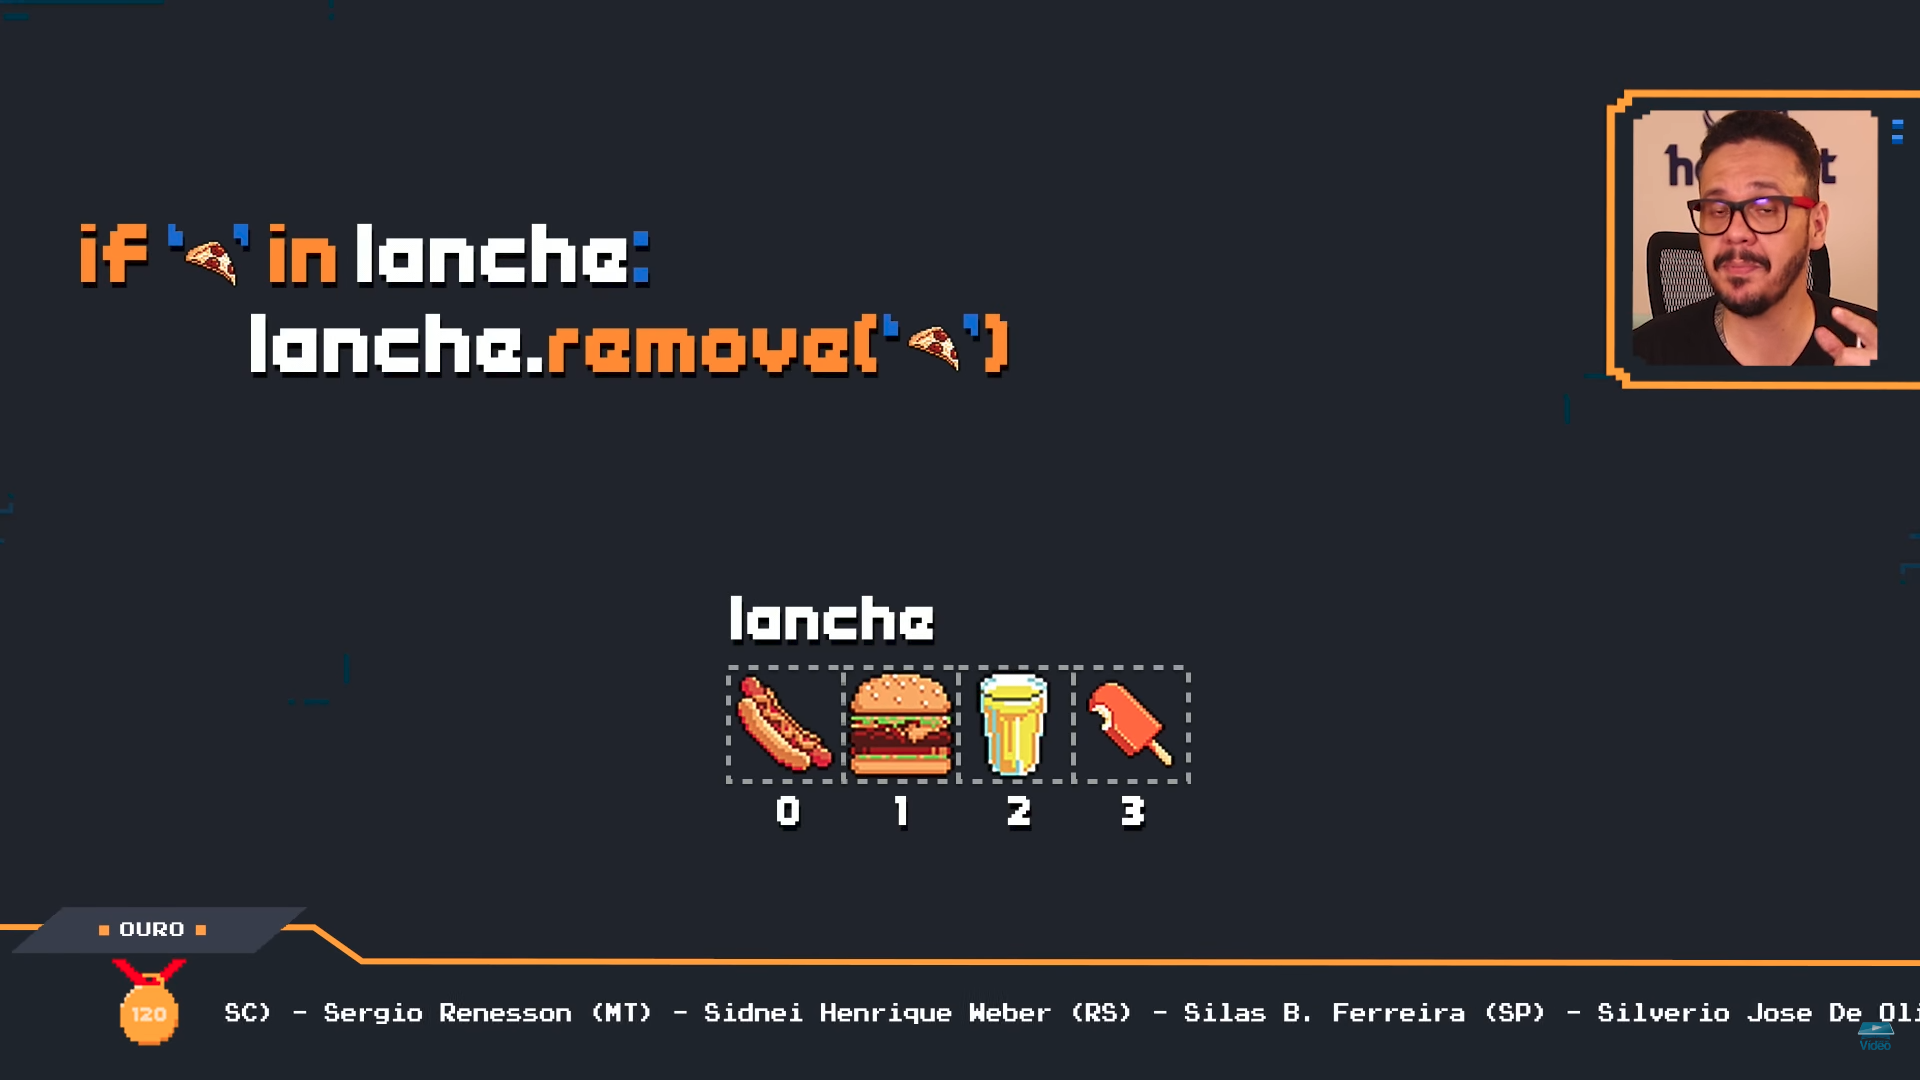 if '🍕' in lanche:
lanche.remove('🍕')
lanche
0 1 2 3
OURO
120
SC) - Sergio Renesson (MT) - Sidnei Henrique Weber (RS) - Silas B. Ferreira (SP) - Silverio Jose De Oli
Vídeo